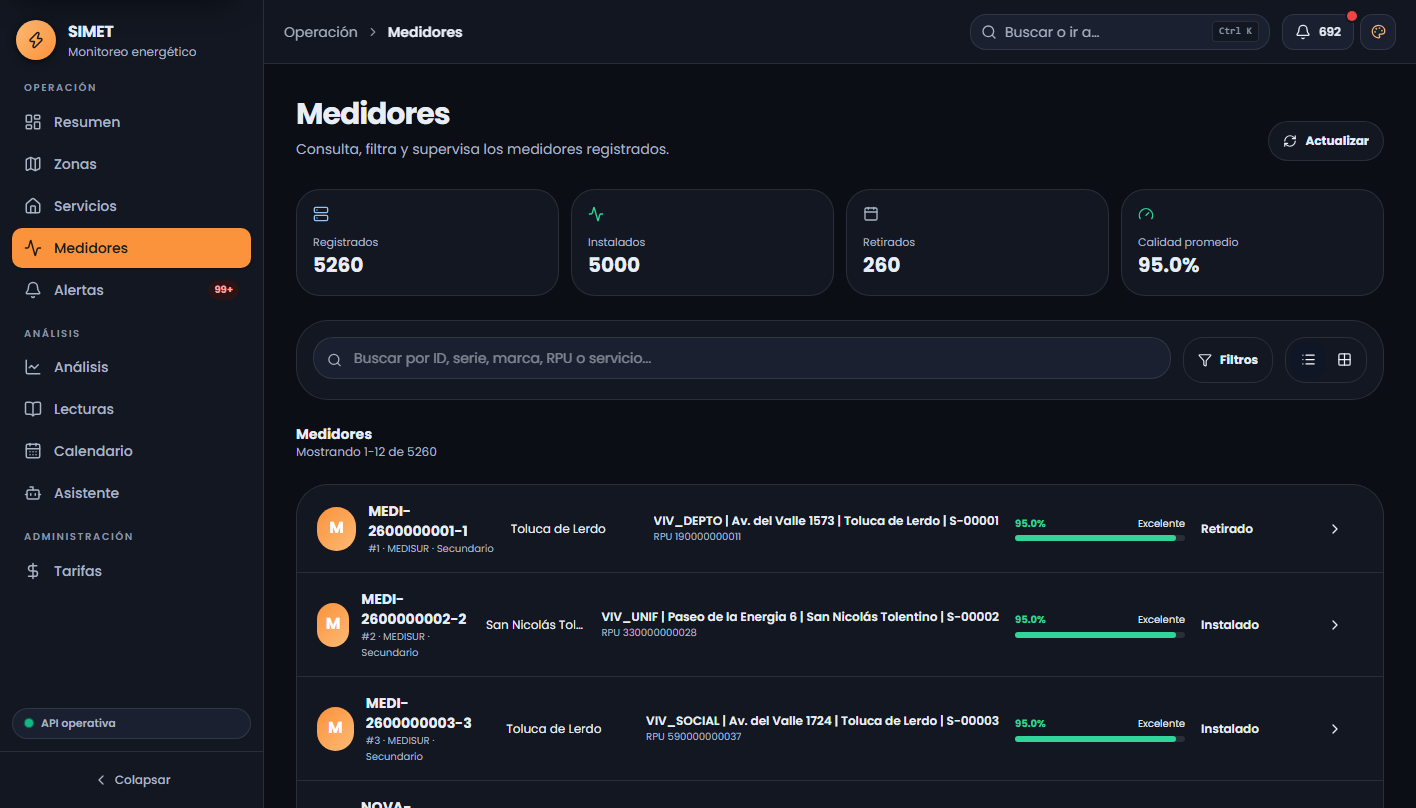 SIMET
Monitoreo energético
OPERACIÓN
Resumen
Zonas
Servicios
Medidores
Alertas 99+
ANÁLISIS
Análisis
Lecturas
Calendario
Asistente
ADMINISTRACIÓN
Tarifas
API operativa
Colapsar
Operación > Medidores
Buscar o ir a... Ctrl K
692
Medidores
Consulta, filtra y supervisa los medidores registrados.
Actualizar
Registrados
5260
Instalados
5000
Retirados
260
Calidad promedio
95.0%
Buscar por ID, serie, marca, RPU o servicio...
Filtros
Medidores
Mostrando 1-12 de 5260
M
MEDI-
2600000001-1
#1 · MEDISUR · Secundario
Toluca de Lerdo
VIV_DEPTO | Av. del Valle 1573 | Toluca de Lerdo | S-00001
RPU 190000000011
95.0% Excelente
Retirado
M
MEDI-
2600000002-2
#2 · MEDISUR ·
Secundario
San Nicolás Tol...
VIV_UNIF | Paseo de la Energia 6 | San Nicolás Tolentino | S-00002
RPU 330000000028
95.0% Excelente
Instalado
M
MEDI-
2600000003-3
#3 · MEDISUR ·
Secundario
Toluca de Lerdo
VIV_SOCIAL | Av. del Valle 1724 | Toluca de Lerdo | S-00003
RPU 590000000037
95.0% Excelente
Instalado
NOVA-